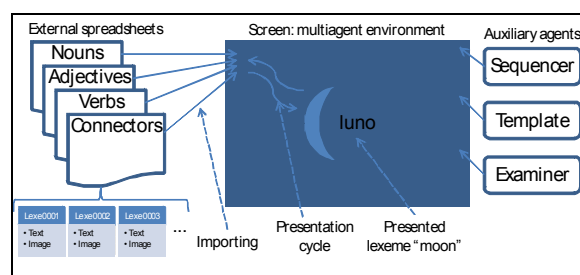 External spreadsheets
Screen: multiagent environment
Auxiliary agents
Nouns
Adjectives
Verbs
Connectors
luno
Sequencer
Template
Examiner
Lexe0001
Lexe0002
Lexe0003
• Text
• Image
• Text
• Image
• Text
• Image
...
Importing
Presentation
cycle
Presented
lexeme “moon”